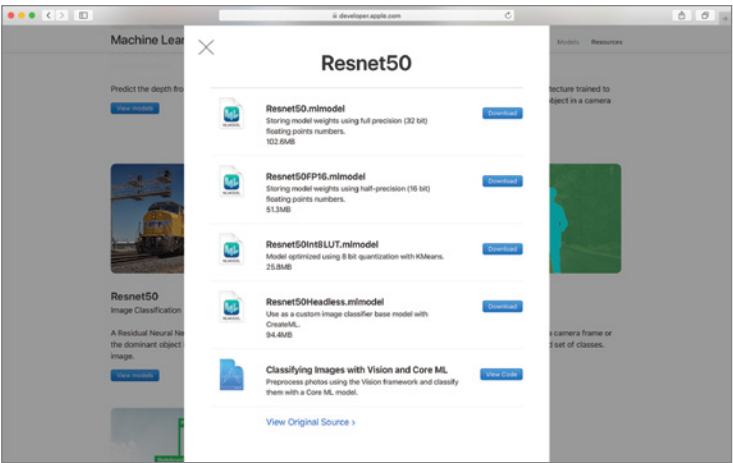 developer.apple.com
Machine Lear
Models Resources
Resnet50
Predict the depth fro
View models
tecture trained to
object in a camera
Resnet50.mlmodel
Storing model weights using full precision (32 bit)
floating points numbers.
102.6MB
Download
Resnet50FP16.mlmodel
Storing model weights using half-precision (16 bit)
floating points numbers.
51.3MB
Download
Resnet50Int8LUT.mlmodel
Model optimized using 8 bit quantization with KMeans.
25.8MB
Download
Resnet50Headless.mlmodel
Use as a custom image classifier base model with
CreateML.
94.4MB
Download
Resnet50
Image Classification
A Residual Neural Ne
the dominant object i
image.
View models
a camera frame or
d set of classes.
Classifying Images with Vision and Core ML
Preprocess photos using the Vision framework and classify
them with a Core ML model.
View Code
View Original Source >